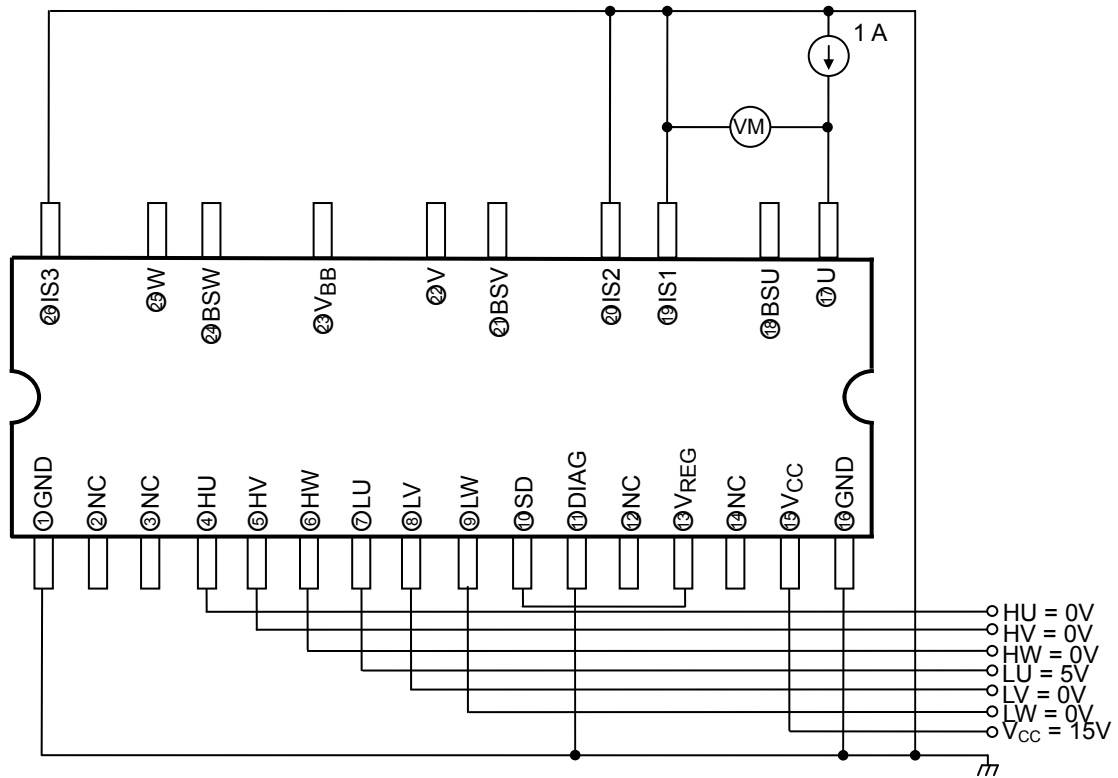 1 A
VM
㉖IS3
㉕W
㉔BSW
㉓VBB
㉒V
㉑BSV
⑳IS2
⑲IS1
⑱BSU
⑰U
①GND
②NC
③NC
④HU
⑤HV
⑥HW
⑦LU
⑧LV
⑨LW
⑩SD
⑪DIAG
⑫NC
⑬VREG
⑭NC
⑮VCC
⑯GND
HU = 0V
HV = 0V
HW = 0V
LU = 5V
LV = 0V
LW = 0V
VCC = 15V